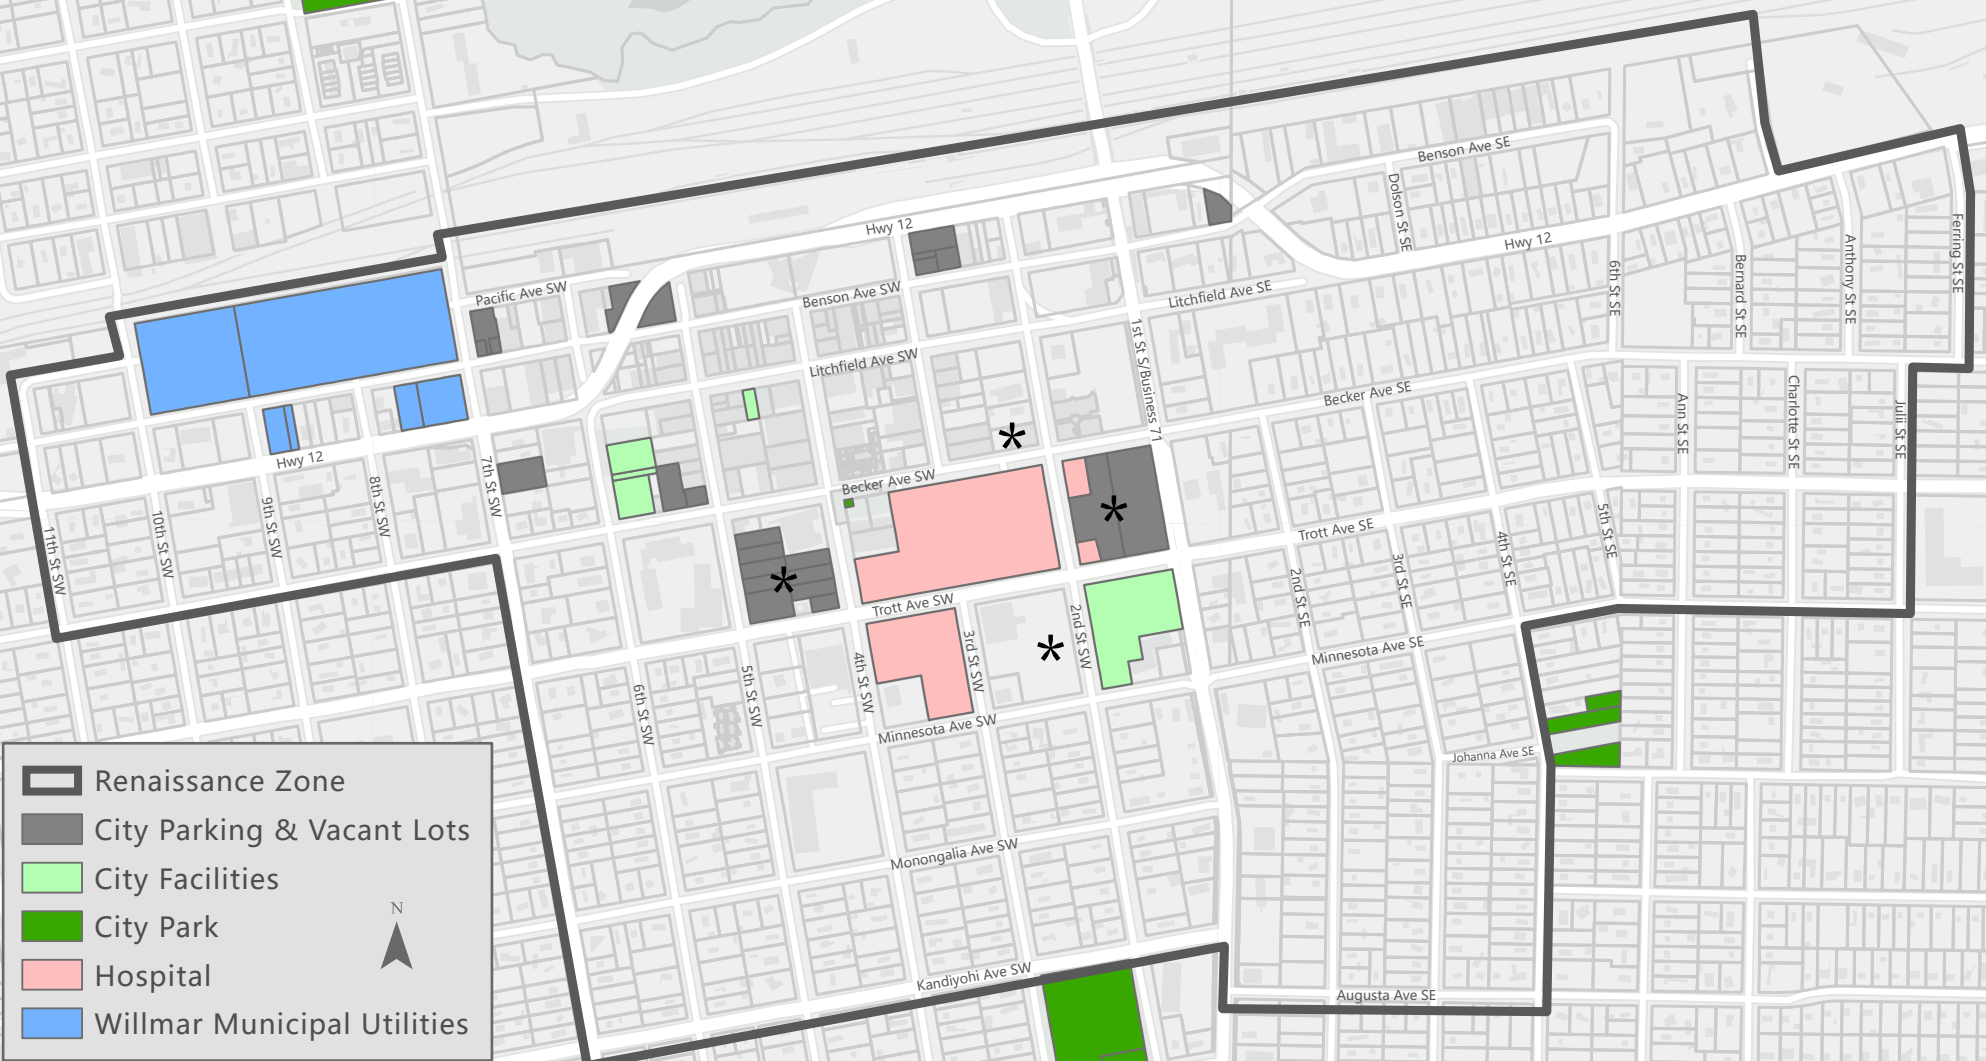 Benson Ave SE
Dolson St SE
Hwy 12
Hwy 12
Ferring St SE
Anthony St SE
Bernard St SE
6th St SE
Pacific Ave SW
Benson Ave SW
Litchfield Ave SE
1st St S/Business 71
Litchfield Ave SW
Becker Ave SE
Ann St SE
Charlotte St SE
Julii St SE
*
Hwy 12
7th St SW
8th St SW
9th St SW
10th St SW
11th St SW
Becker Ave SW
*
Trott Ave SE
5th St SE
4th St SE
3rd St SE
2nd St SE
*
Trott Ave SW
3rd St SW
*
2nd St SW
4th St SW
5th St SW
6th St SW
Minnesota Ave SE
Minnesota Ave SW
Johanna Ave SE
Monongalia Ave SW
Kandiyohi Ave SW
Augusta Ave SE
Renaissance Zone
City Parking & Vacant Lots
City Facilities
City Park
Hospital
Willmar Municipal Utilities
N